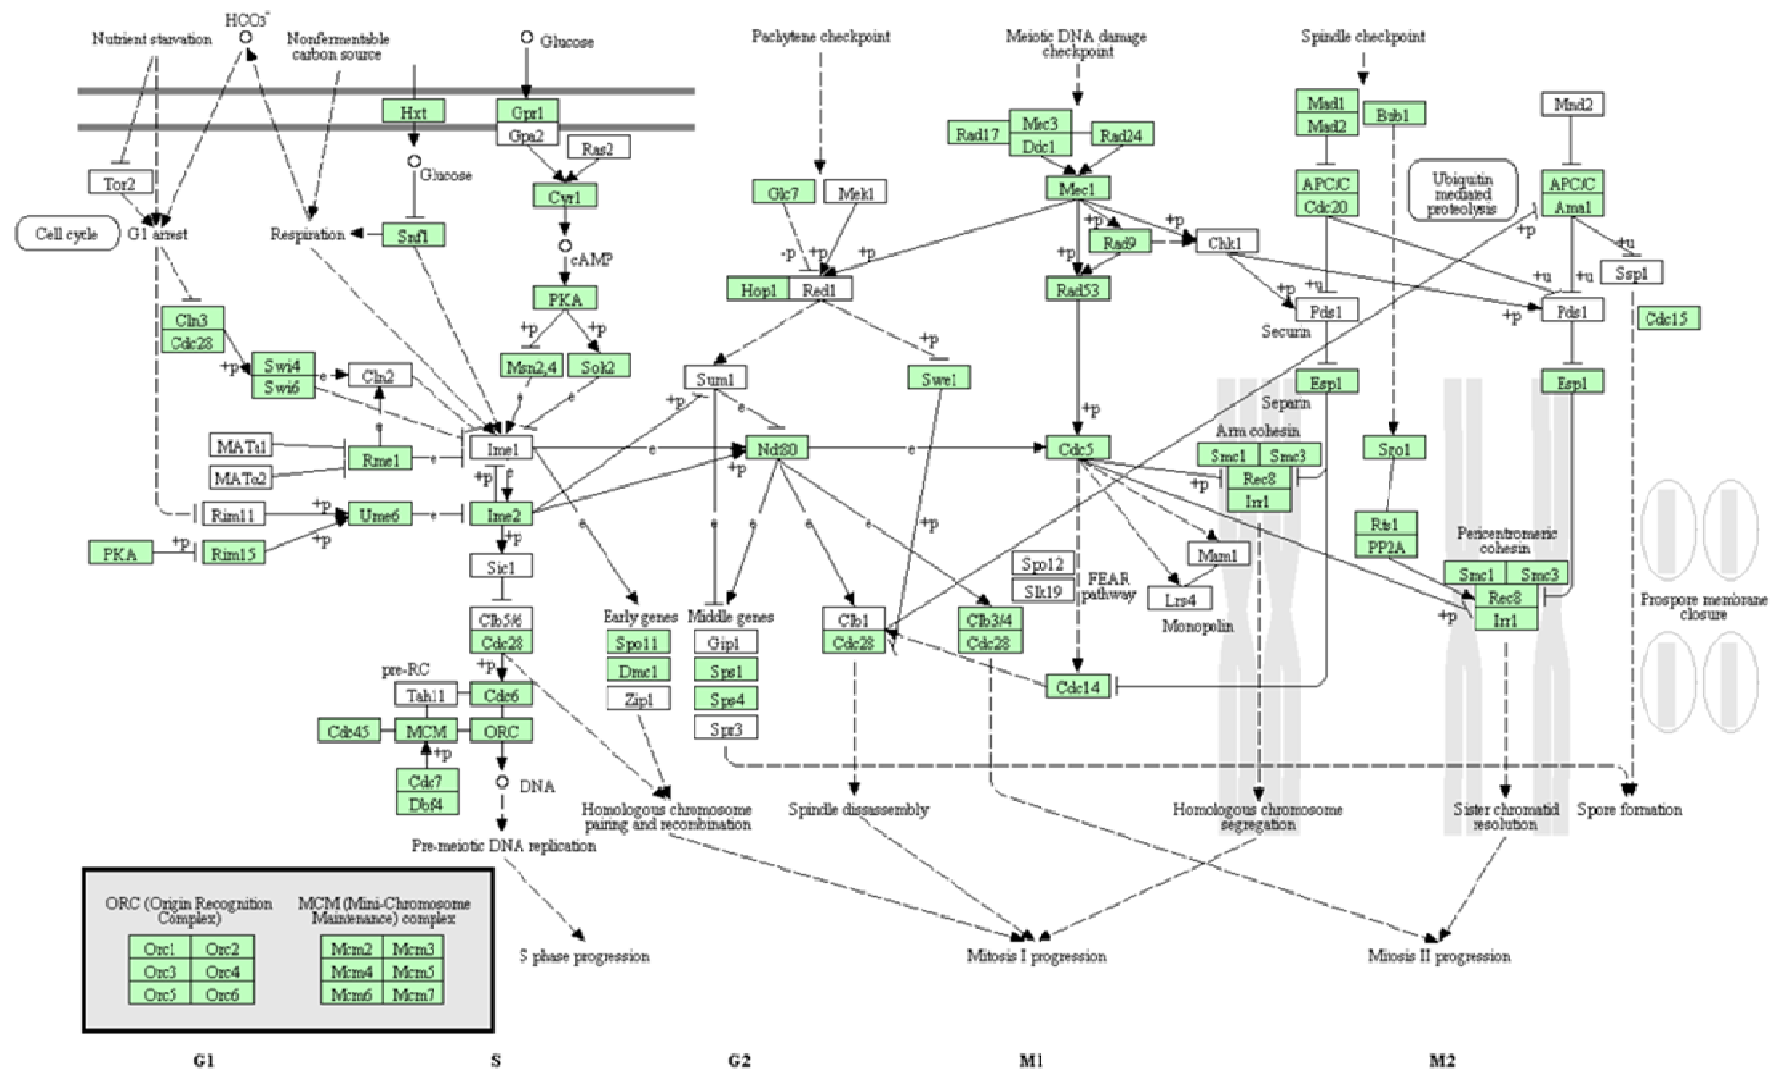 HCO3-
Nutrient starvation
Nonfermentable
carbon source
Glucose
Pachytene checkpoint
Meiotic DNA damage
checkpoint
Spindle checkpoint
Hxt
Gpr1
Gpa2
Ras2
Mad1
Mad2
Bub1
Mnd2
Rad17
Mec3
Ddc1
Rad24
Tor2
Glucose
Cyr1
Glc7
Mek1
Mec1
APC/C
Cdc20
Ubiquitin
mediated
proteolysis
APC/C
Ama1
Cell cycle
G1 arrest
Respiration
Snf1
cAMP
-p
+p
+p
+p
+p
Rad9
+p
Chk1
+p
+u
Ssp1
PKA
Hop1
Red1
Rad53
+p
+u
Pds1
Securin
+u
+u
+p
Pds1
Cdc15
Cln3
Cdc28
+p
+p
+p
Swi4
Swi6
e
Cln2
Msn2,4
Sok2
Sum1
+p
Swe1
Esp1
Separin
Esp1
e
e
e
+p
e
+p
MATa1
MATα2
Rme1
e
Ime1
e
Ndt80
+p
e
Cdc5
Arm cohesin
Smc1
Smc3
Rec8
Irr1
+p
Spo1
+p
e
Rim11
+p
Ume6
e
Ime2
PKA
+p
Rim15
+p
+p
Sic1
e
e
e
e
e
+p
Spo12
Slk19
FEAR
pathway
Mam1
Lrs4
Monopolin
Rts1
PP2A
Pericentromeric
cohesin
Smc1
Smc3
Rec8
Irr1
+p
Prospore membrane
closure
Clb5/6
Cdc28
+p
Early genes
Spo11
Dmc1
Zip1
Middle genes
Gip1
Sps1
Sps4
Spr3
Clb1
Cdc28
Clb3/4
Cdc28
Cdc14
pre-RC
Tah11
Cdc6
Cdc45
MCM
ORC
+p
Cdc7
Dbf4
DNA
Homologous chromosome
pairing and recombination
Spindle disassembly
Homologous chromosome
segregation
Sister chromatid
resolution
Spore formation
Pre-meiotic DNA replication
ORC (Origin Recognition
Complex)
MCM (Mini-Chromosome
Maintenance) complex
Orc1 Orc2
Orc3 Orc4
Orc5 Orc6
Mcm2 Mcm3
Mcm4 Mcm5
Mcm6 Mcm7
S phase progression
Mitosis I progression
Mitosis II progression
G1
S
G2
M1
M2